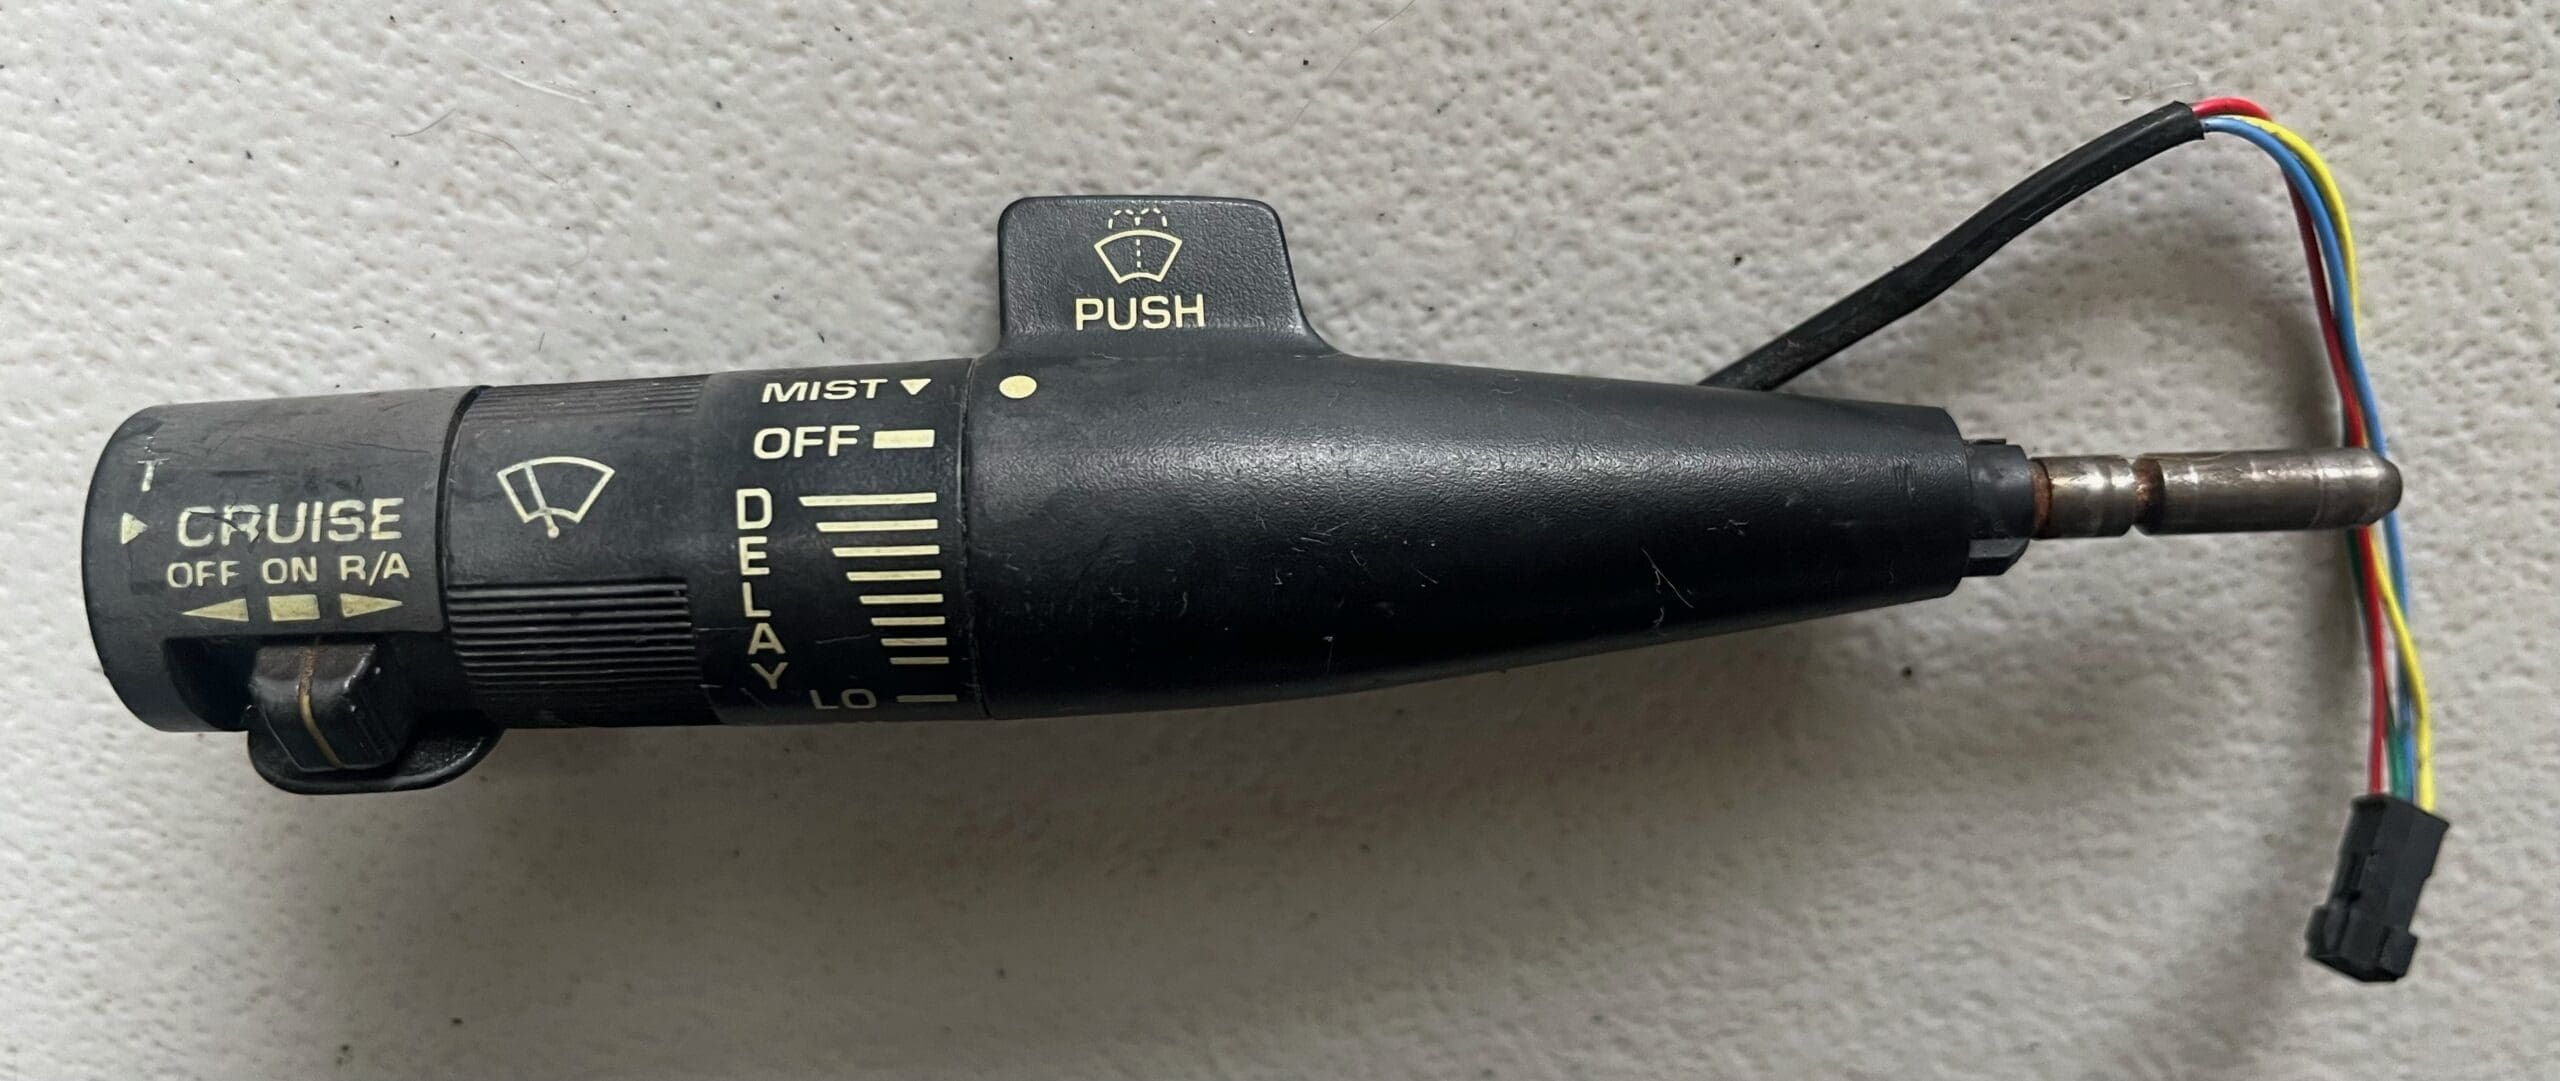 T
CRUISE
OFF ON R/A
MIST
OFF
DELAY
LO
PUSH